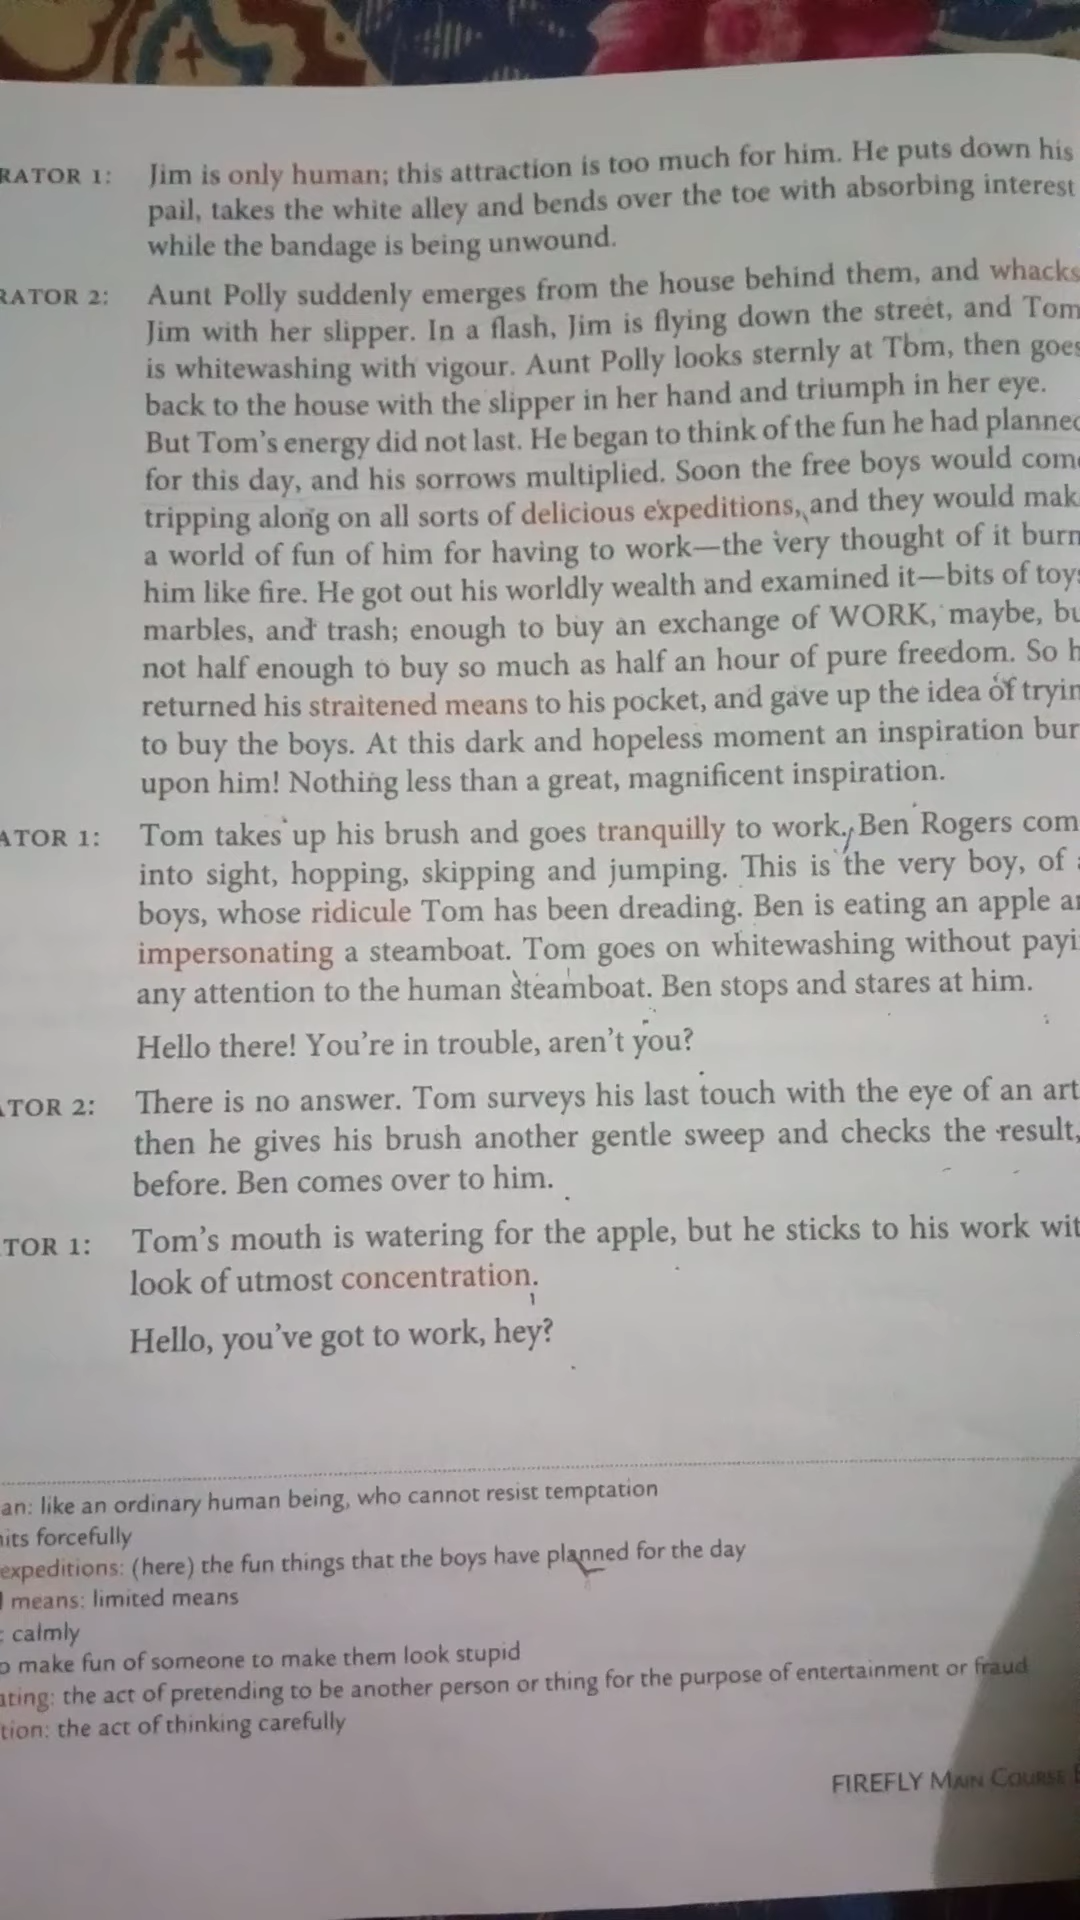 RATOR 1: Jim is only human; this attraction is too much for him. He puts down his
pail, takes the white alley and bends over the toe with absorbing interest
while the bandage is being unwound.
RATOR 2: Aunt Polly suddenly emerges from the house behind them, and whacks
Jim with her slipper. In a flash, Jim is flying down the street, and Tom
is whitewashing with vigour. Aunt Polly looks sternly at Tom, then goes
back to the house with the slipper in her hand and triumph in her eye.
But Tom's energy did not last. He began to think of the fun he had planned
for this day, and his sorrows multiplied. Soon the free boys would com
tripping along on all sorts of delicious expeditions, and they would mak
a world of fun of him for having to work—the very thought of it burn
him like fire. He got out his worldly wealth and examined it—bits of toys
marbles, and trash; enough to buy an exchange of WORK, maybe, bu
not half enough to buy so much as half an hour of pure freedom. So h
returned his straitened means to his pocket, and gave up the idea of tryin
to buy the boys. At this dark and hopeless moment an inspiration bur
upon him! Nothing less than a great, magnificent inspiration.
ATOR 1: Tom takes up his brush and goes tranquilly to work. Ben Rogers com
into sight, hopping, skipping and jumping. This is the very boy, of a
boys, whose ridicule Tom has been dreading. Ben is eating an apple an
impersonating a steamboat. Tom goes on whitewashing without payi
any attention to the human steamboat. Ben stops and stares at him.
Hello there! You're in trouble, aren't you?
ATOR 2: There is no answer. Tom surveys his last touch with the eye of an art
then he gives his brush another gentle sweep and checks the result,
before. Ben comes over to him.
TOR 1: Tom's mouth is watering for the apple, but he sticks to his work wit
look of utmost concentration.
Hello, you've got to work, hey?
an: like an ordinary human being, who cannot resist temptation
hits forcefully
expeditions: (here) the fun things that the boys have planned for the day
means: limited means
: calmly
o make fun of someone to make them look stupid
ating: the act of pretending to be another person or thing for the purpose of entertainment or fraud
tion: the act of thinking carefully
FIREFLY MAIN COURSE